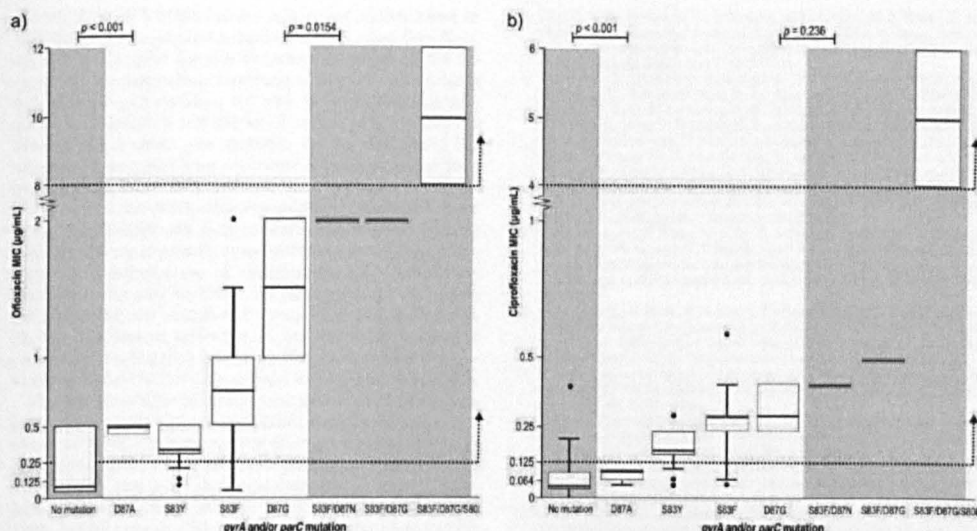 a)
p < 0.001
p = 0.0154
12
10
8
2
1
0.5
0.25
0.125
0
Ofloxacin MIC (µg/mL)
No mutation D87A S83Y S83F D87G S83F/D87N S83F/D87G S83F/D87G/S80I
gyrA and/or parC mutation
b)
p < 0.001
p = 0.236
6
5
4
1
0.5
0.25
0.125
0.064
0
Ciprofloxacin MIC (µg/mL)
No mutation D87A S83Y S83F D87G S83F/D87N S83F/D87G
gyrA and/or parC mutation